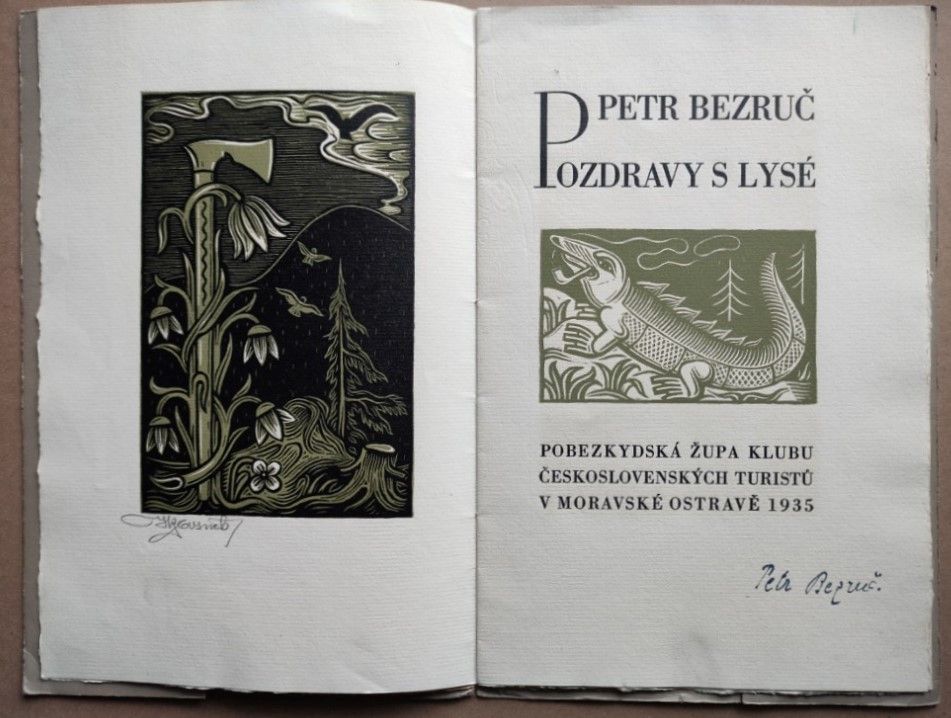 PETR BEZRUČ
POZDRAVY S LYSÉ
POBEZKYDSKÁ ŽUPA KLUBU
ČESKOSLOVENSKÝCH TURISTŮ
V MORAVSKÉ OSTRAVĚ 1935
Petr Bezruč.